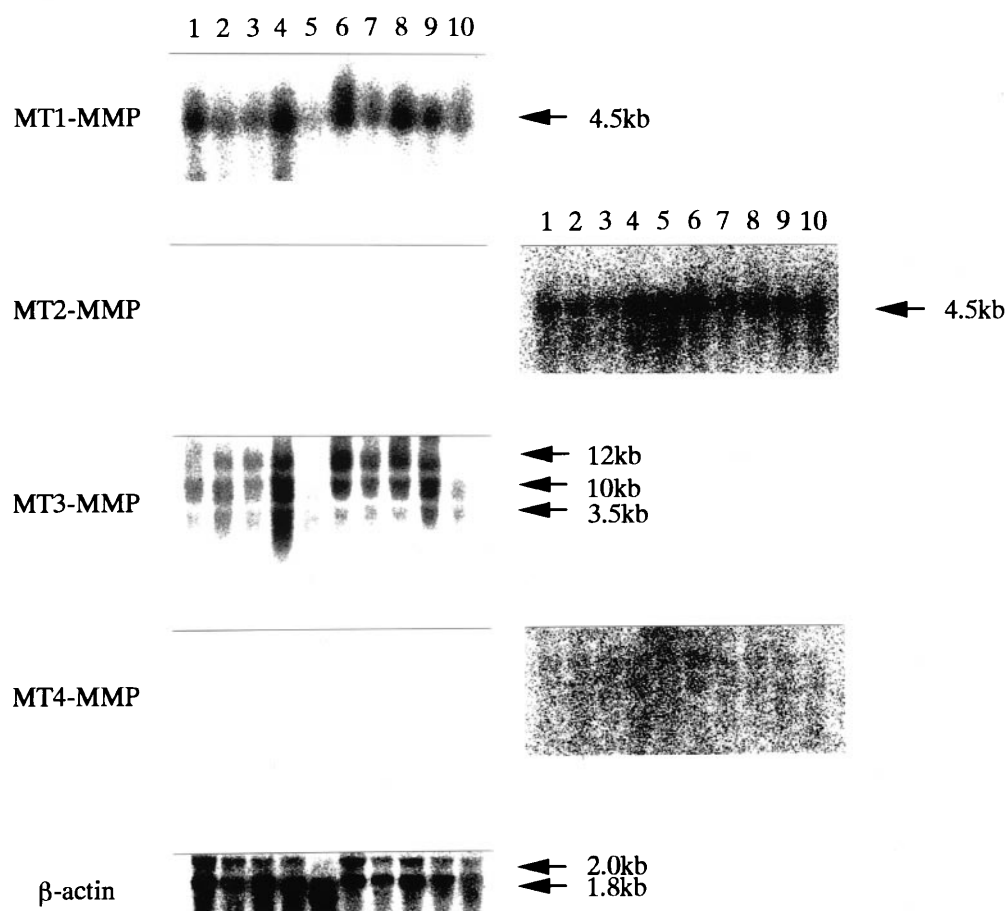 1 2 3 4 5 6 7 8 9 10
MT1-MMP 4.5kb
1 2 3 4 5 6 7 8 9 10
MT2-MMP 4.5kb
12kb
10kb
MT3-MMP 3.5kb
MT4-MMP
2.0kb
β-actin 1.8kb